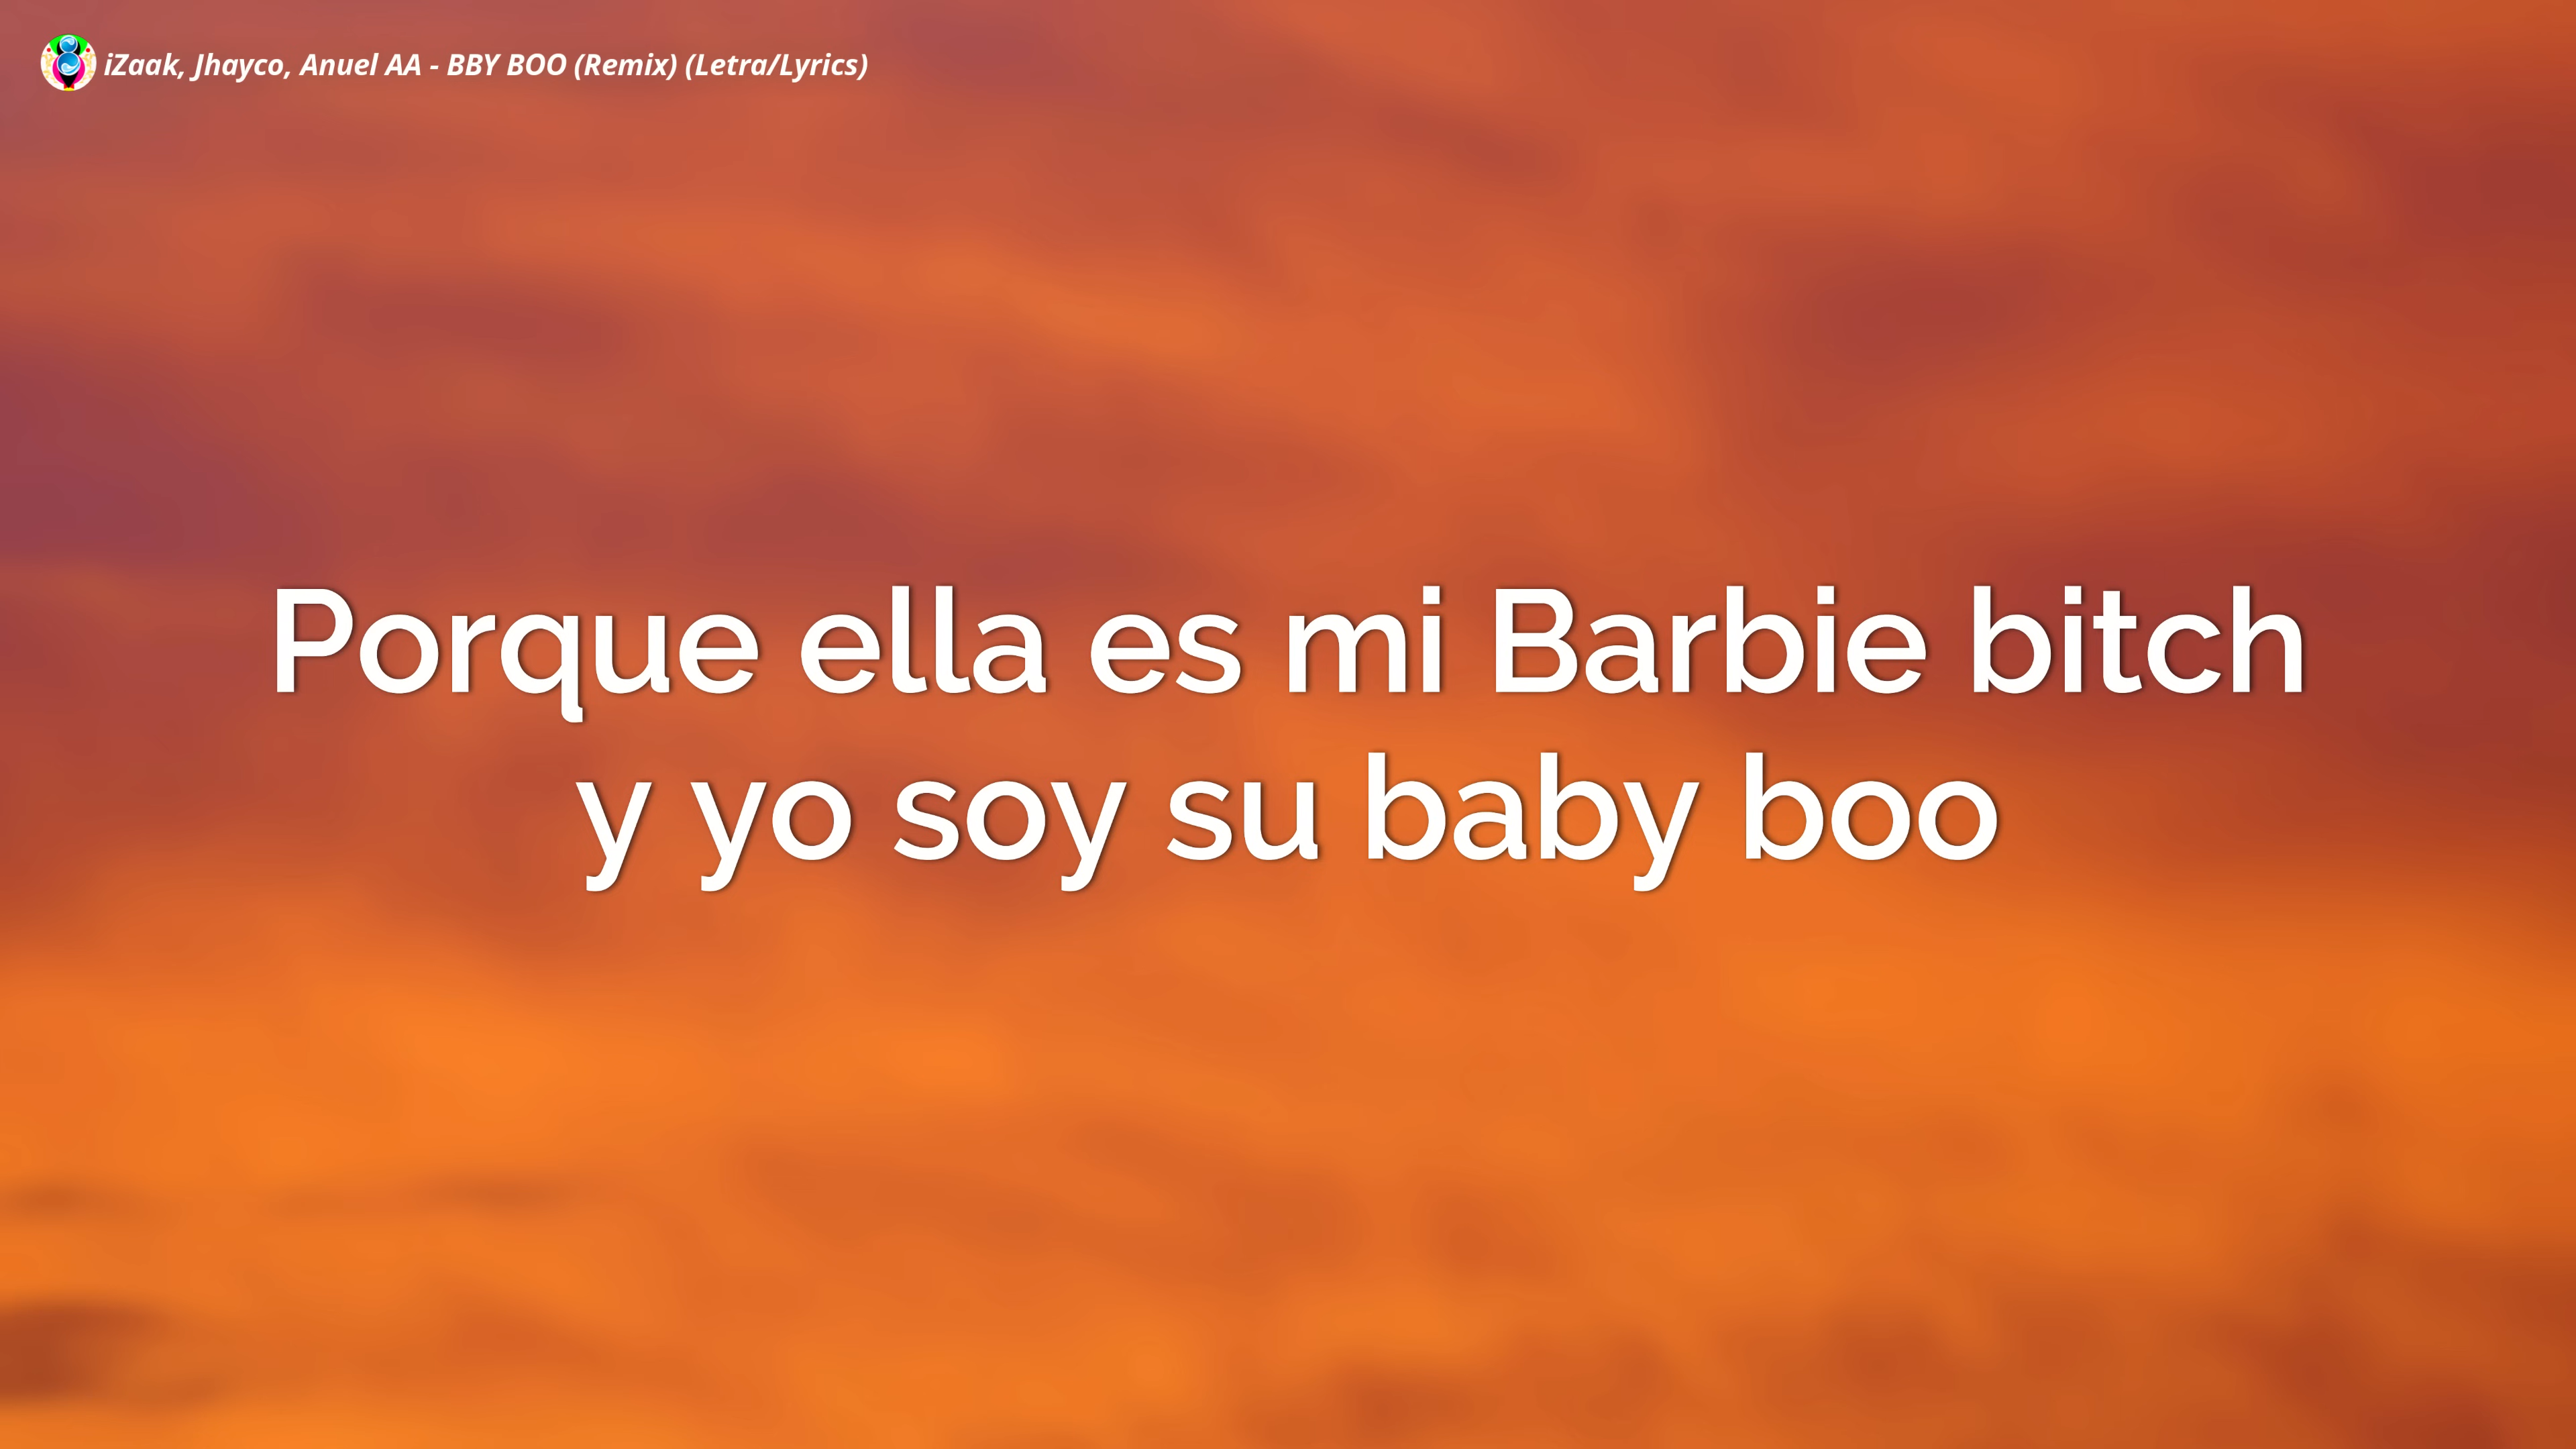 iZaak, Jhayco, Anuel AA - BBY BOO (Remix) (Letra/Lyrics)
Porque ella es mi Barbie bitch
y yo soy su baby boo